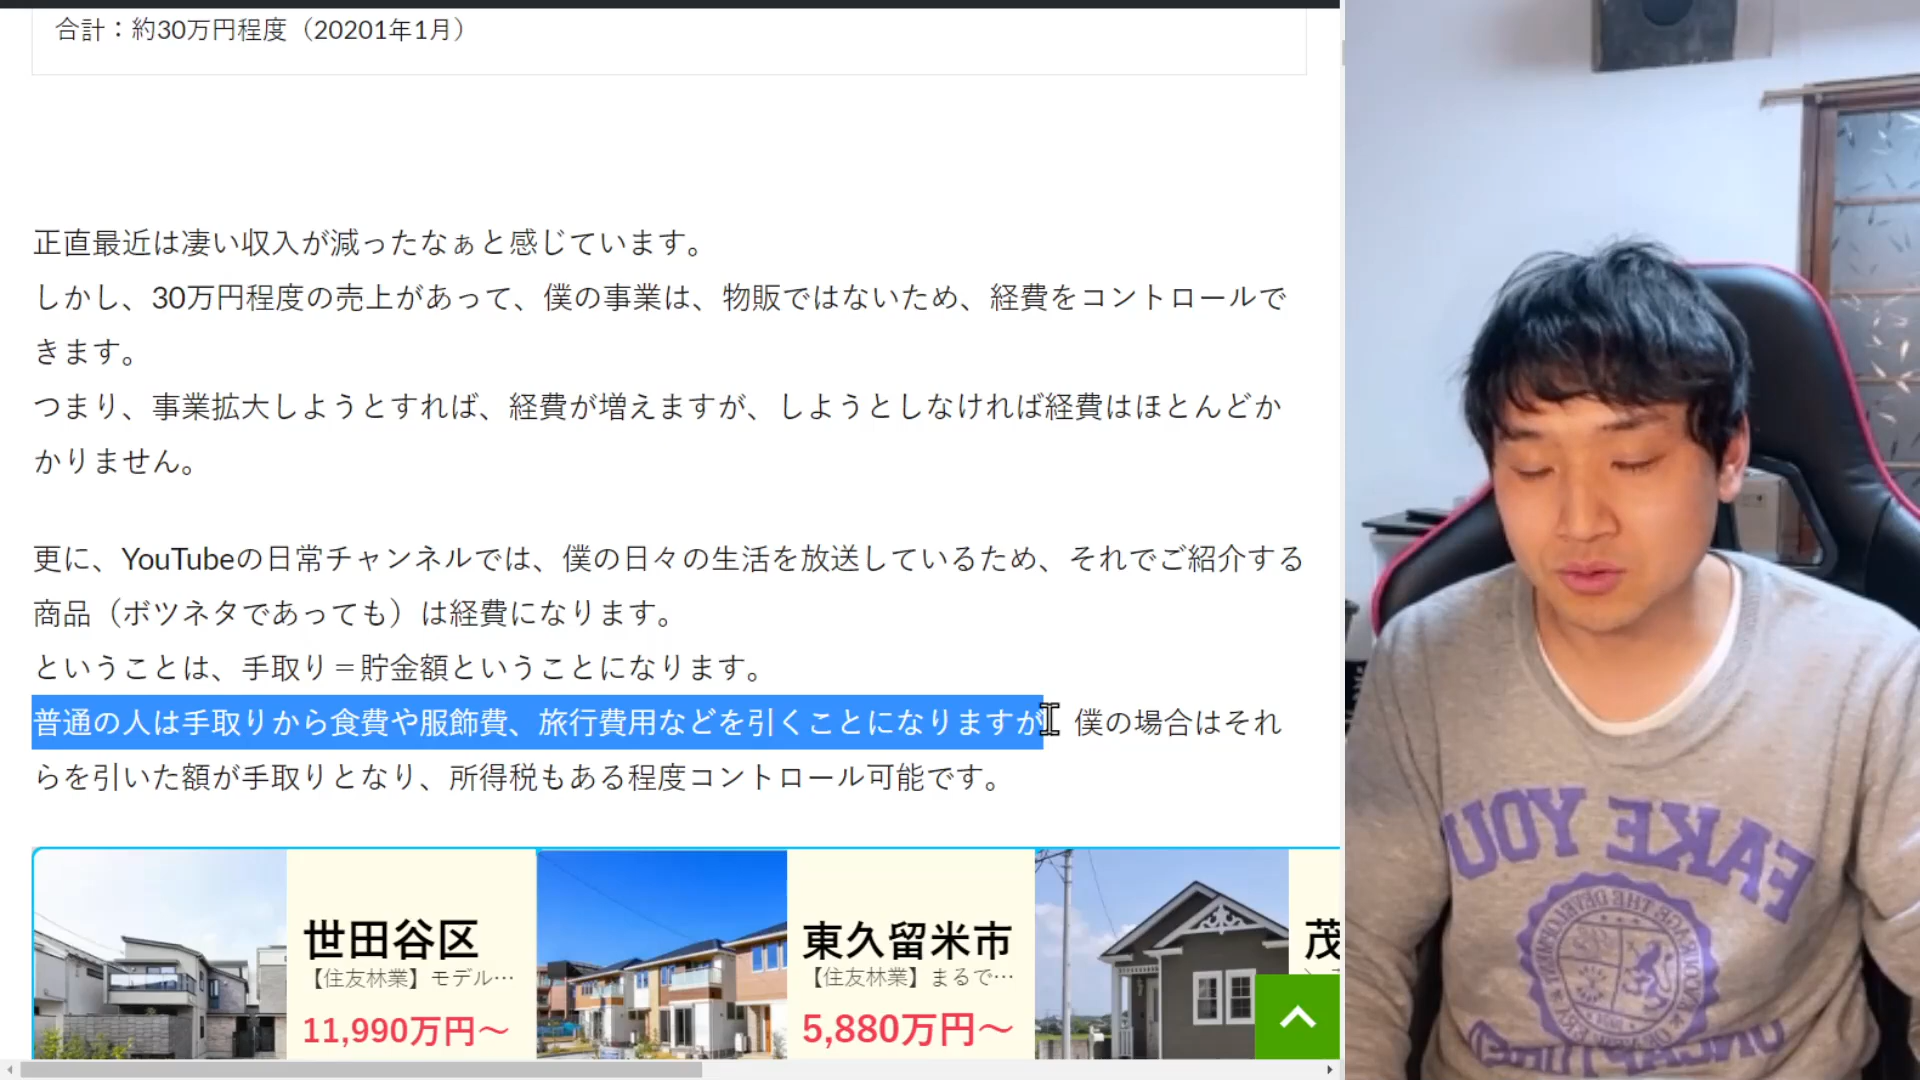 合計：約30万円程度（20201年1月）
正直最近は凄い収入が減ったなぁと感じています。
しかし、30万円程度の売上があって、僕の事業は、物販ではないため、経費をコントロールで
きます。
つまり、事業拡大しようとすれば、経費が増えますが、しようとしなければ経費はほとんどか
かりません。
更に、YouTubeの日常チャンネルでは、僕の日々の生活を放送しているため、それでご紹介する
商品（ボツネタであっても）は経費になります。
ということは、手取り＝貯金額ということになります。
普通の人は手取りから食費や服飾費、旅行費用などを引くことになりますが 僕の場合はそれ
らを引いた額が手取りとなり、所得税もある程度コントロール可能です。
世田谷区
【住友林業】モデル…
11,990万円～
東久留米市
【住友林業】まるで…
5,880万円～
茂
FAKE YOU